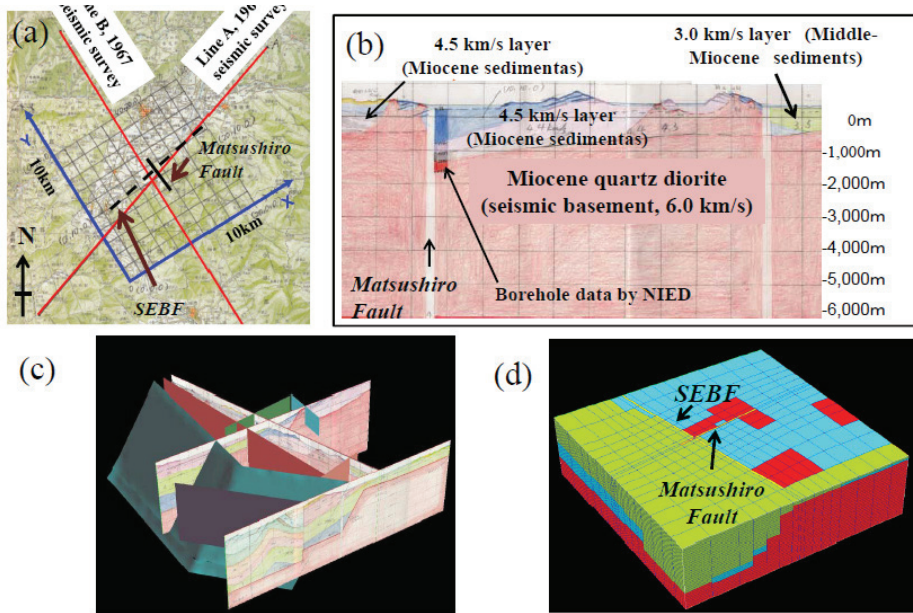 (a)
ne B, 1967
seismic survey
Line A, 196
seismic survey
Y
10km
Matsushiro
Fault
X
10km
N
SEBF
(b)
4.5 km/s layer
(Miocene sedimentas)
3.0 km/s layer (Middle-
Miocene sediments)
4.5 km/s layer
(Miocene sedimentas)
Miocene quartz diorite
(seismic basement, 6.0 km/s)
Matsushiro
Fault
Borehole data by NIED
0m
-1,000m
-2,000m
-3,000m
-4,000m
-5,000m
-6,000m
(c)
(d)
SEBF
Matsushiro
Fault